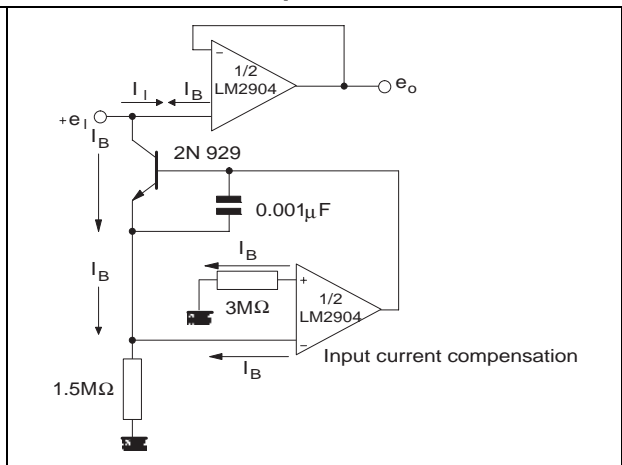 1/2
LM2904
e_o
I_I
I_B
+e_I
I_B
2N 929
0.001μF
I_B
I_B
3MΩ
1/2
LM2904
Input current compensation
I_B
1.5MΩ